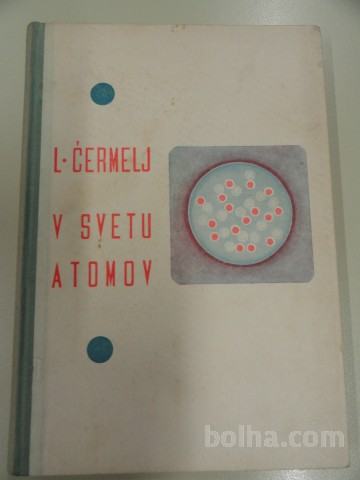 L· ČERMELJ
V SVETU
ATOMOV
bolha.com